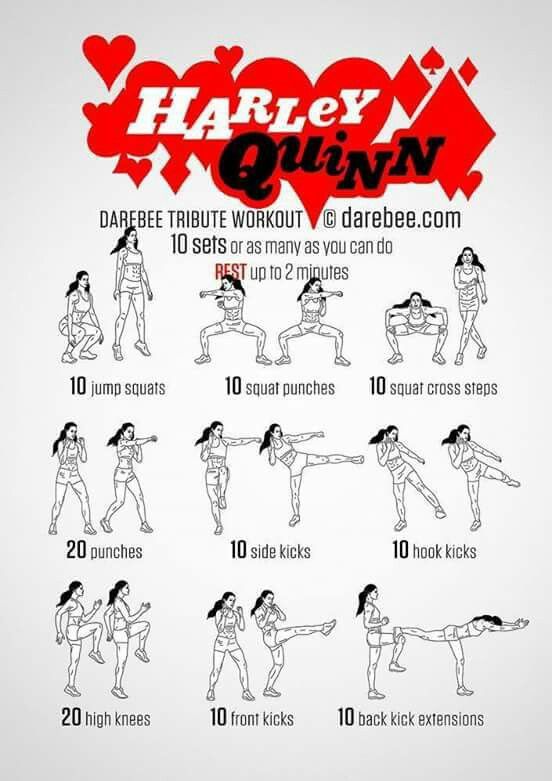 HARLEY
QUINN
DAREBEE TRIBUTE WORKOUT © darebee.com
10 sets or as many as you can do
REST up to 2 minutes
10 jump squats 10 squat punches 10 squat cross steps
20 punches 10 side kicks 10 hook kicks
20 high knees 10 front kicks 10 back kick extensions